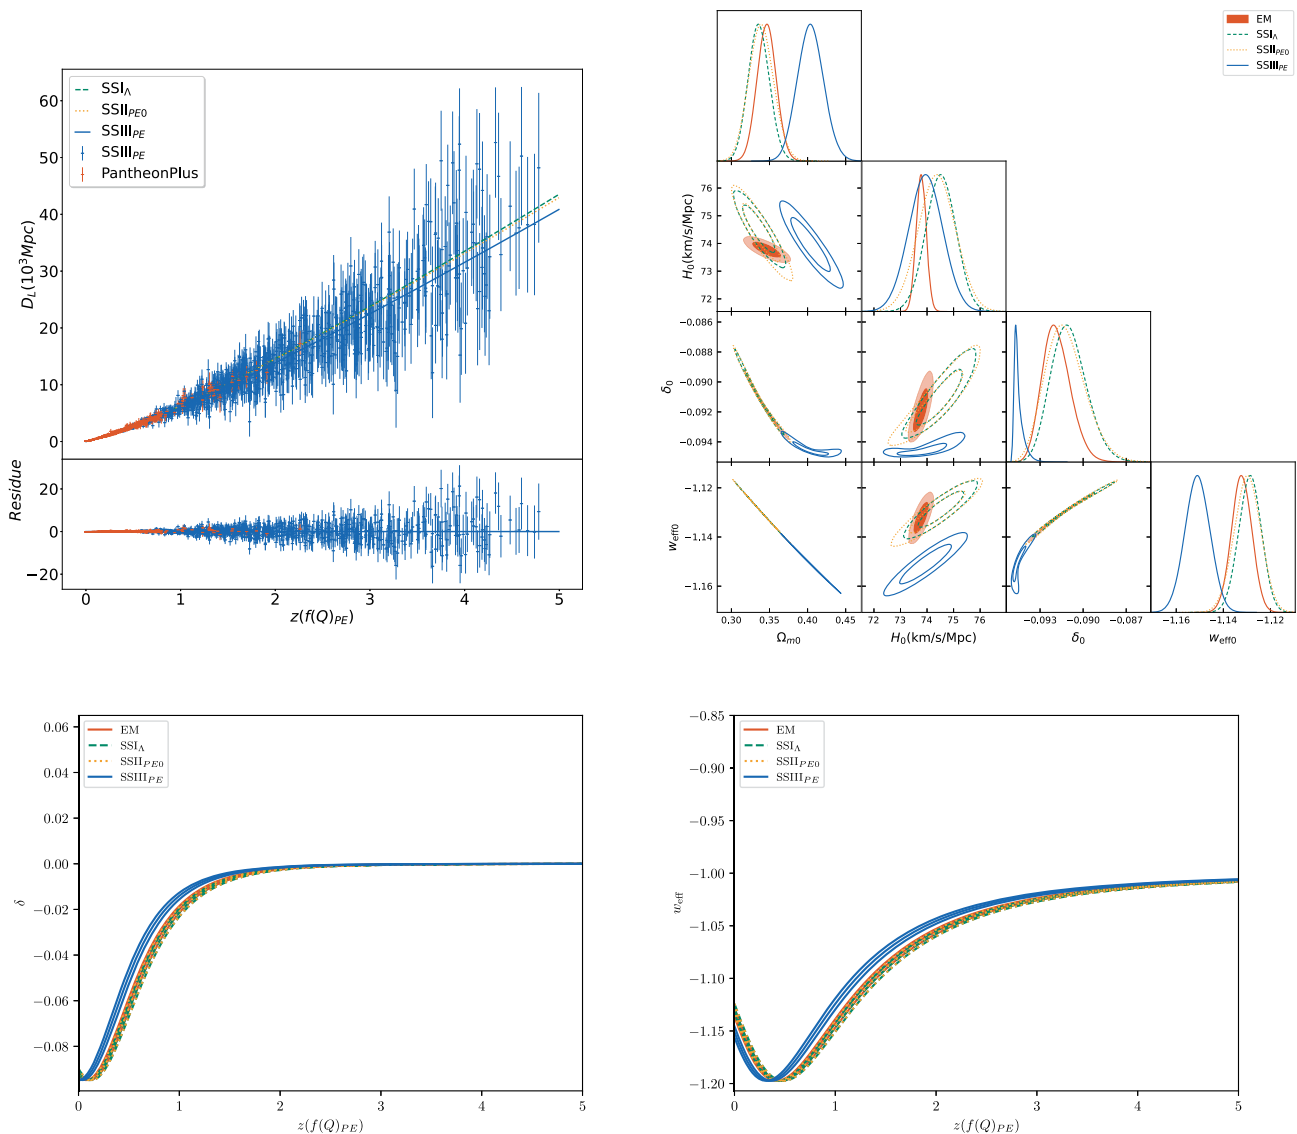 SSI_Λ
SSII_PE0
SSIII_PE
SSIII_PE
PantheonPlus
60
50
40
30
20
10
0
D_L(10³Mpc)
20
0
−20
Residue
0 1 2 3 4 5
z(f(Q)_PE)
EM
SSI_Λ
SSII_PE0
SSIII_PE
76
75
74
73
72
H₀(km/s/Mpc)
−0.086
−0.088
−0.090
−0.092
−0.094
δ₀
−1.12
−1.14
−1.16
w_eff0
0.30 0.35 0.40 0.45
72 73 74 75 76
−0.093 −0.090 −0.087
−1.16 −1.14 −1.12
Ω_m0
H₀(km/s/Mpc)
δ₀
w_eff0
EM
SSI_Λ
SSII_PE0
SSIII_PE
0.06
0.04
0.02
0.00
−0.02
−0.04
−0.06
−0.08
δ
0 1 2 3 4 5
z(f(Q)_PE)
EM
SSI_Λ
SSII_PE0
SSIII_PE
−0.85
−0.90
−0.95
−1.00
−1.05
−1.10
−1.15
−1.20
w_eff
0 1 2 3 4 5
z(f(Q)_PE)